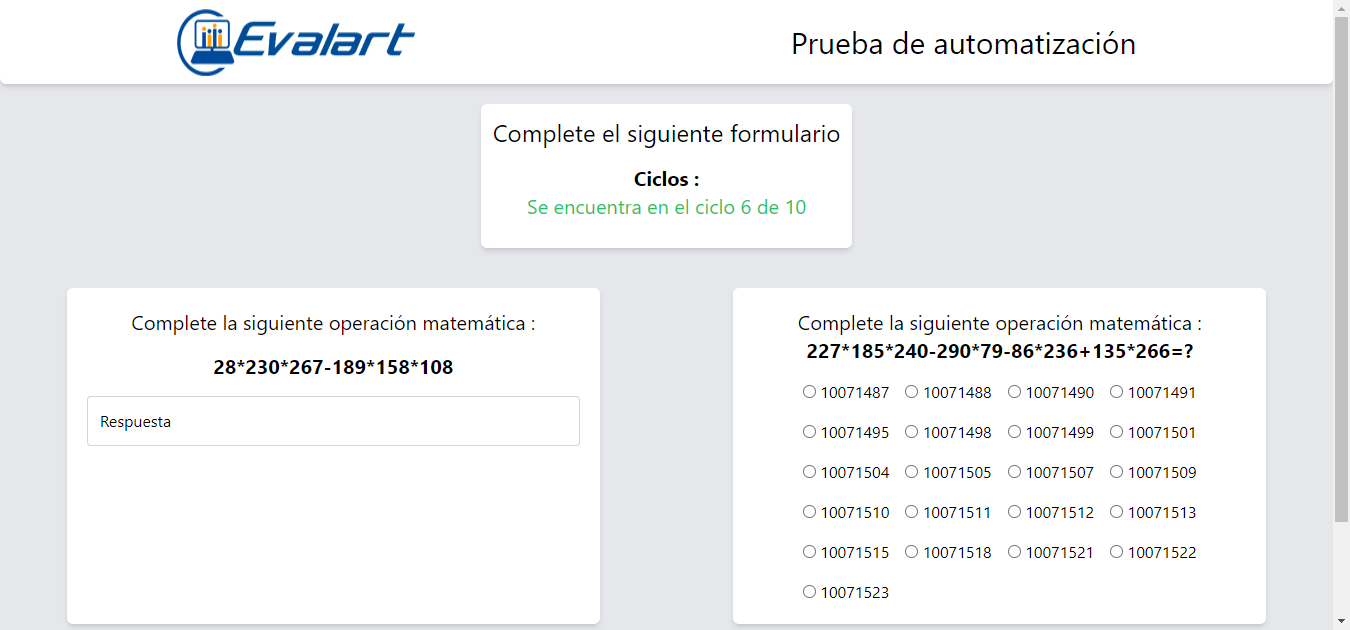 Evalart
Prueba de automatización
Complete el siguiente formulario
Ciclos :
Se encuentra en el ciclo 6 de 10
Complete la siguiente operación matemática :
28*230*267-189*158*108
Respuesta
Complete la siguiente operación matemática :
227*185*240-290*79-86*236+135*266=?
10071487 10071488 10071490 10071491
10071495 10071498 10071499 10071501
10071504 10071505 10071507 10071509
10071510 10071511 10071512 10071513
10071515 10071518 10071521 10071522
10071523